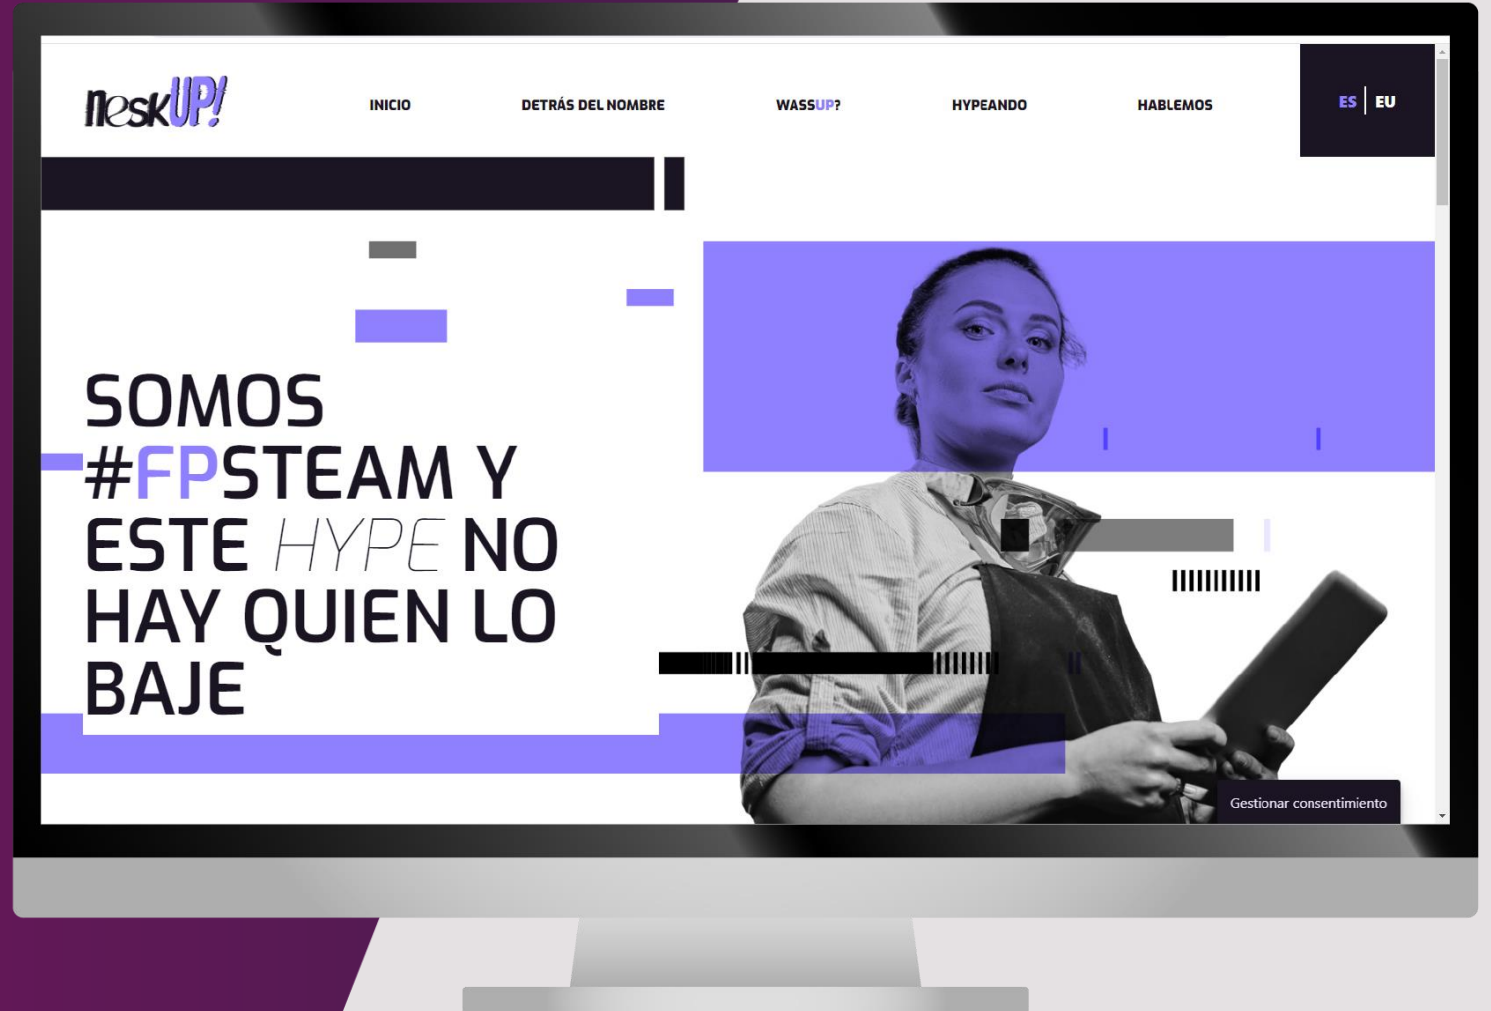 neskUP!
INICIO
DETRÁS DEL NOMBRE
WASSUP?
HYPEANDO
HABLEMOS
ES | EU
SOMOS
#FPSTEAM Y
ESTE HYPE NO
HAY QUIEN LO
BAJE
Gestionar consentimiento